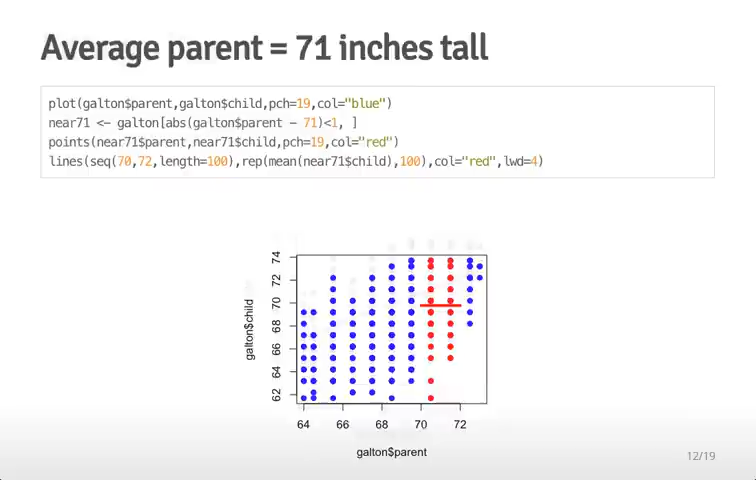 Average parent = 71 inches tall
plot(galton$parent,galton$child,pch=19,col="blue")
near71 <- galton[abs(galton$parent - 71)<1, ]
points(near71$parent,near71$child,pch=19,col="red")
lines(seq(70,72,length=100),rep(mean(near71$child),100),col="red",lwd=4)
74
72
70
68
66
64
62
galton$child
64 66 68 70 72
galton$parent
12/19